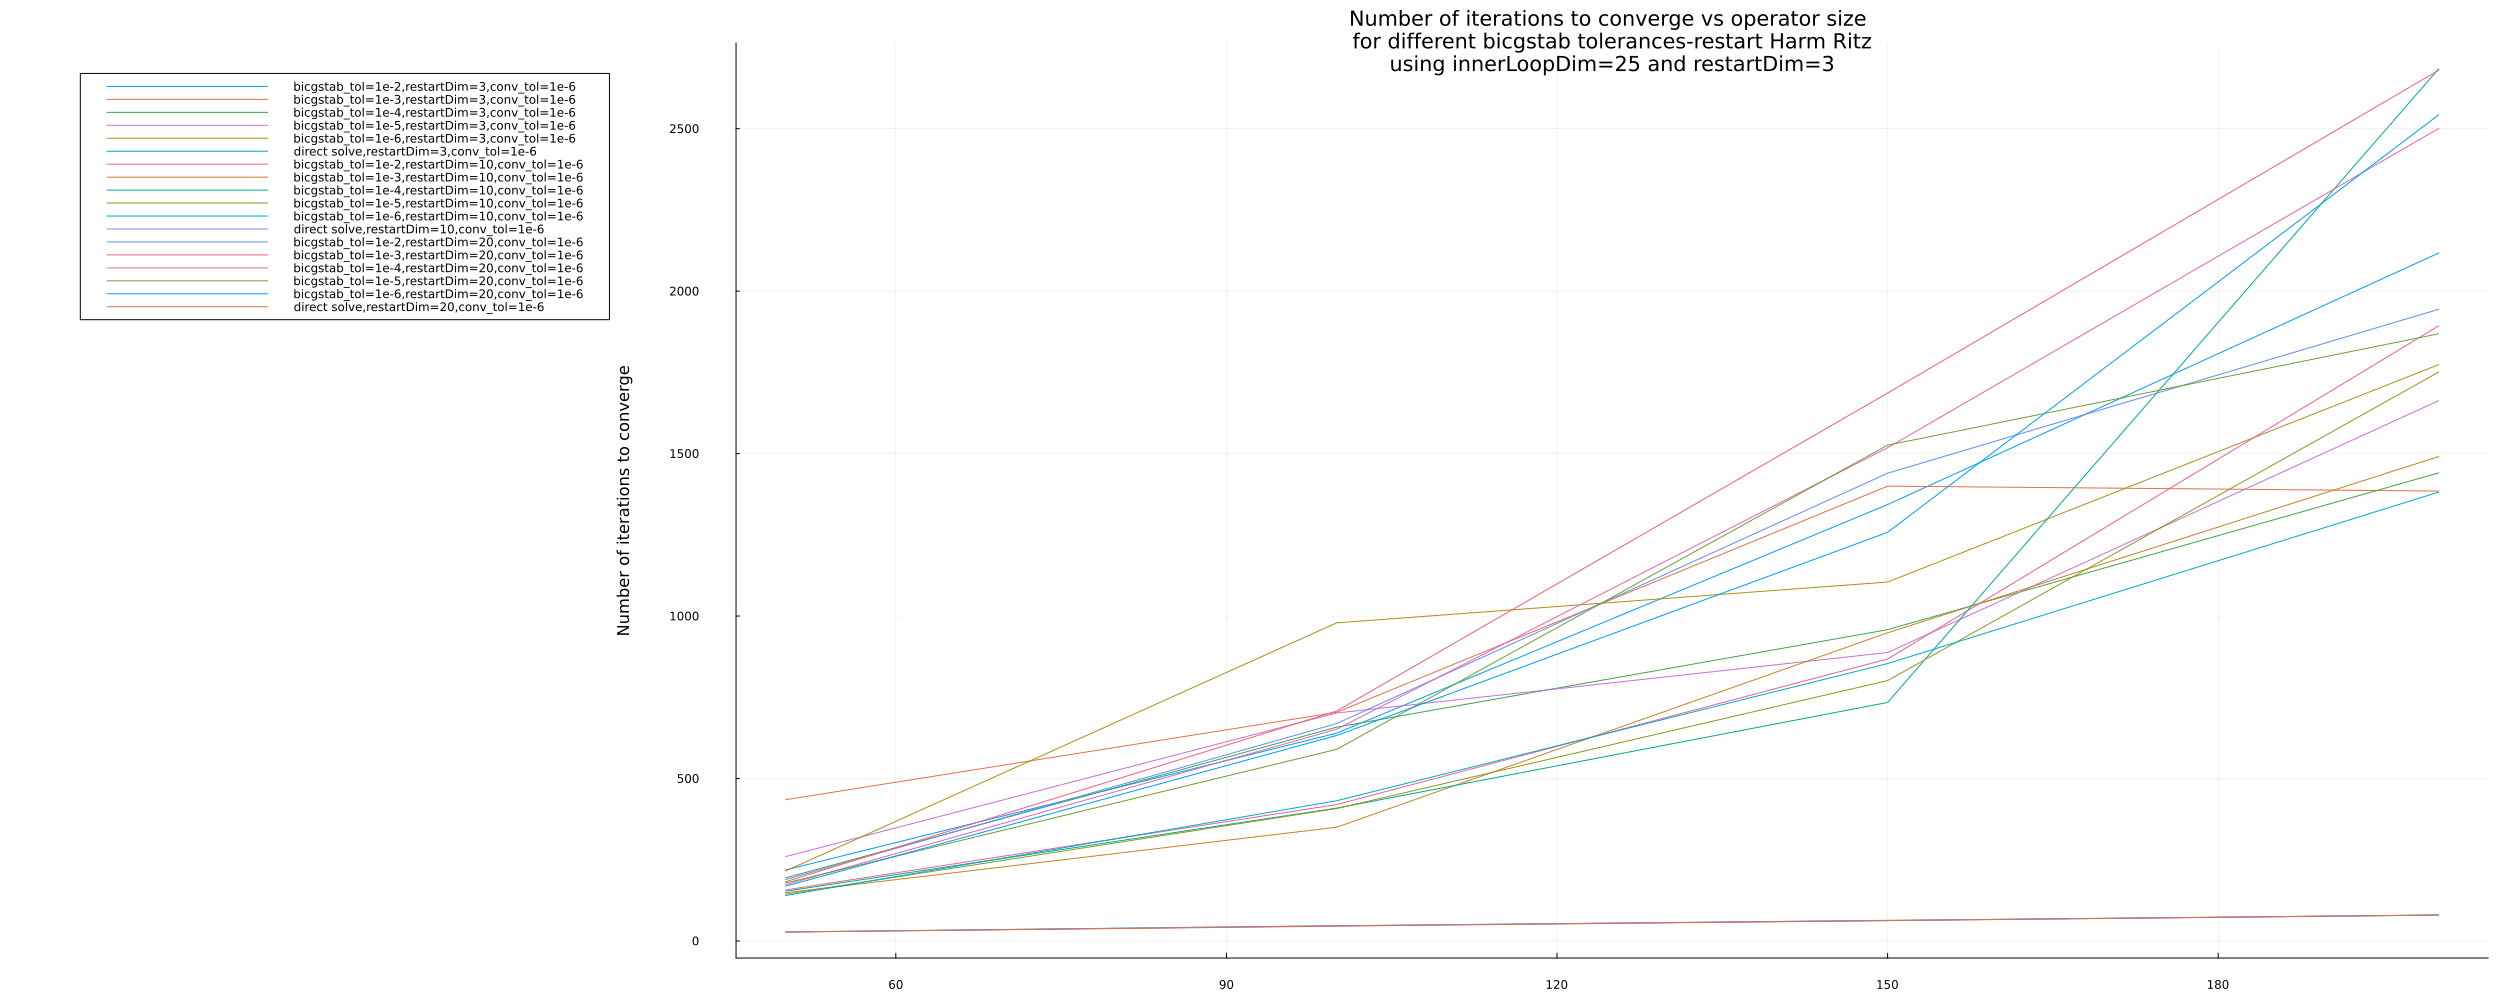 Number of iterations to converge vs operator size
for different bicgstab tolerances-restart Harm Ritz
using innerLoopDim=25 and restartDim=3
bicgstab_tol=1e-2,restartDim=3,conv_tol=1e-6
bicgstab_tol=1e-3,restartDim=3,conv_tol=1e-6
bicgstab_tol=1e-4,restartDim=3,conv_tol=1e-6
bicgstab_tol=1e-5,restartDim=3,conv_tol=1e-6
bicgstab_tol=1e-6,restartDim=3,conv_tol=1e-6
direct solve,restartDim=3,conv_tol=1e-6
bicgstab_tol=1e-2,restartDim=10,conv_tol=1e-6
bicgstab_tol=1e-3,restartDim=10,conv_tol=1e-6
bicgstab_tol=1e-4,restartDim=10,conv_tol=1e-6
bicgstab_tol=1e-5,restartDim=10,conv_tol=1e-6
bicgstab_tol=1e-6,restartDim=10,conv_tol=1e-6
direct solve,restartDim=10,conv_tol=1e-6
bicgstab_tol=1e-2,restartDim=20,conv_tol=1e-6
bicgstab_tol=1e-3,restartDim=20,conv_tol=1e-6
bicgstab_tol=1e-4,restartDim=20,conv_tol=1e-6
bicgstab_tol=1e-5,restartDim=20,conv_tol=1e-6
bicgstab_tol=1e-6,restartDim=20,conv_tol=1e-6
direct solve,restartDim=20,conv_tol=1e-6
Number of iterations to converge
2500
2000
1500
1000
500
0
60
90
120
150
180